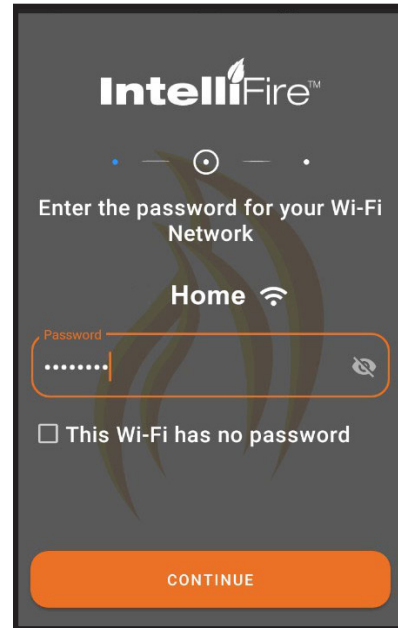 IntelliFire™
Enter the password for your Wi-Fi
Network
Home
Password
••••••••
This Wi-Fi has no password
CONTINUE